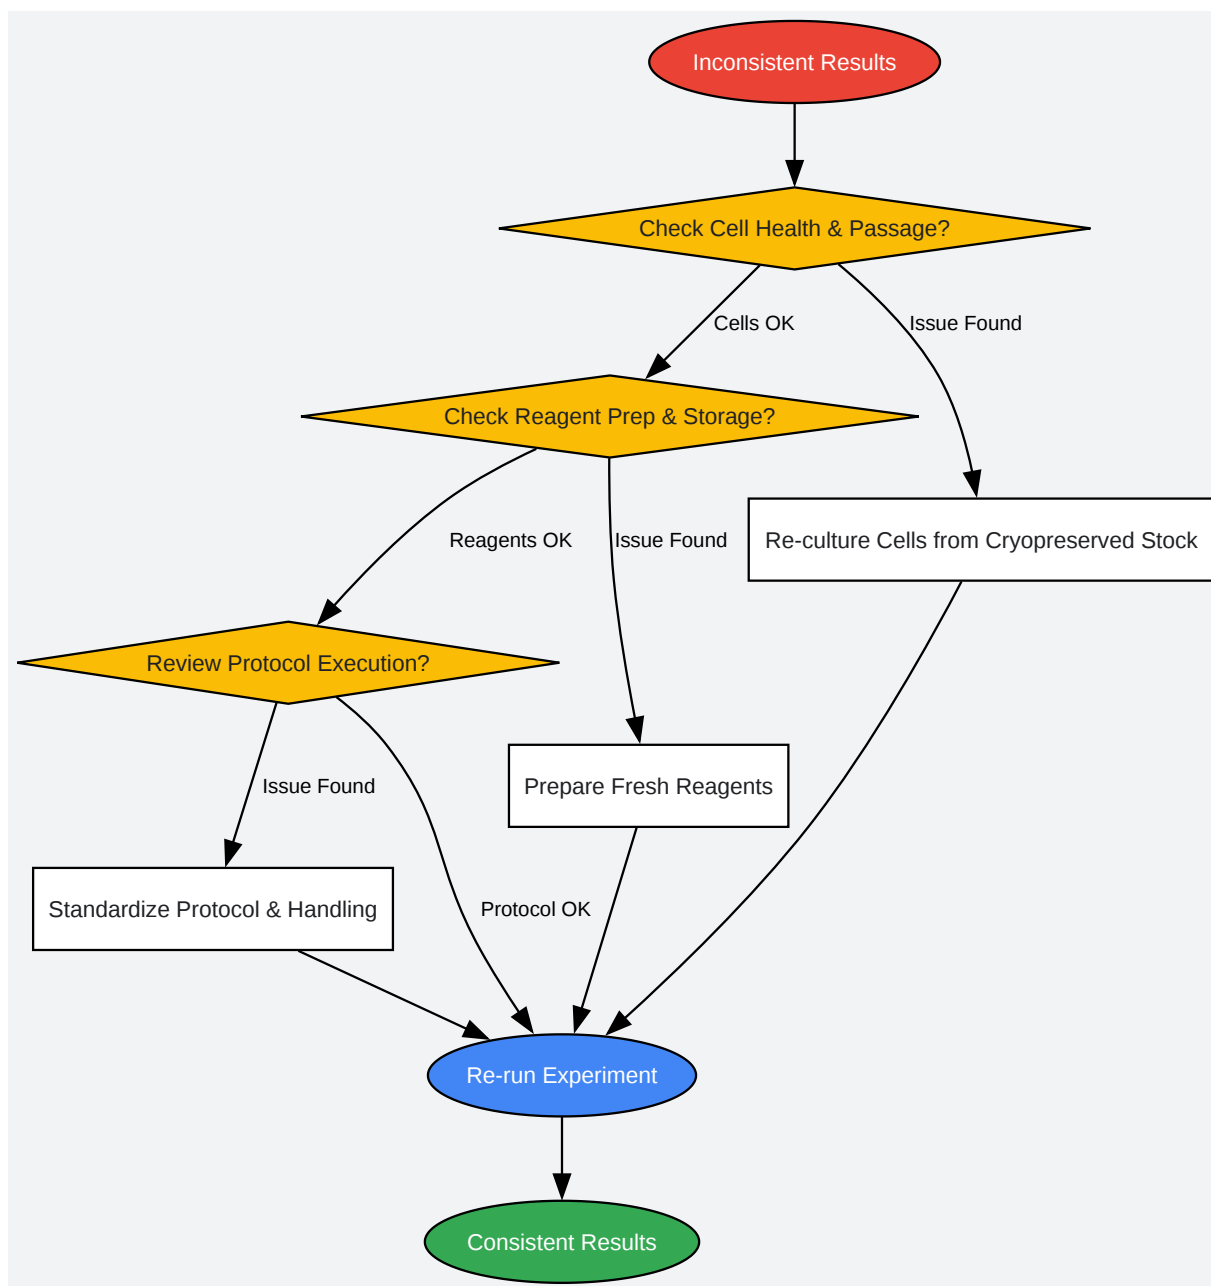 Inconsistent Results
Check Cell Health & Passage?
Cells OK
Issue Found
Check Reagent Prep & Storage?
Reagents OK
Issue Found
Re-culture Cells from Cryopreserved Stock
Review Protocol Execution?
Issue Found
Prepare Fresh Reagents
Standardize Protocol & Handling
Protocol OK
Re-run Experiment
Consistent Results